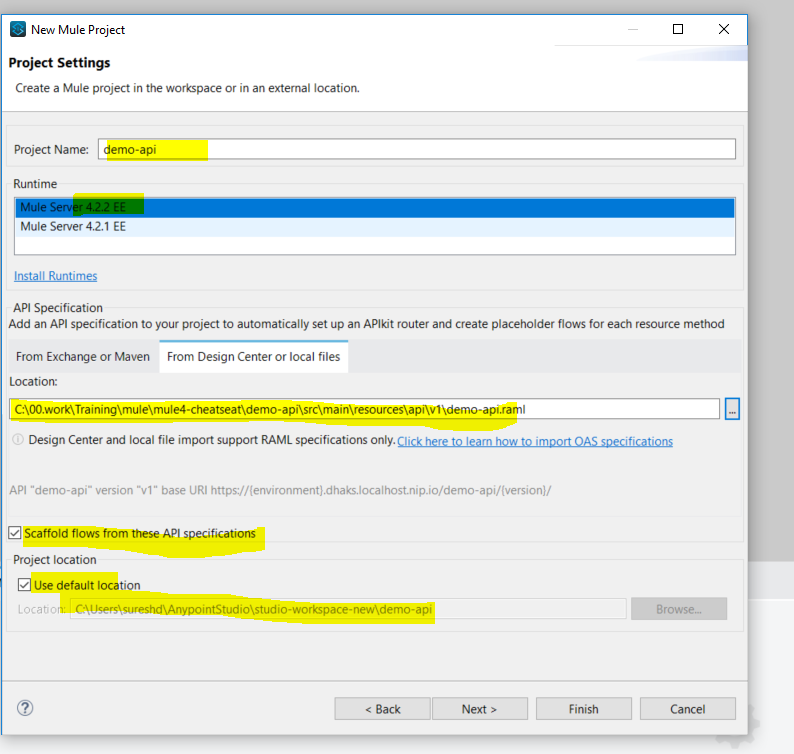 New Mule Project
Project Settings
Create a Mule project in the workspace or in an external location.
Project Name: demo-api
Runtime
Mule Server 4.2.2 EE
Mule Server 4.2.1 EE
Install Runtimes
API Specification
Add an API specification to your project to automatically set up an APIkit router and create placeholder flows for each resource method
From Exchange or Maven From Design Center or local files
Location:
C:\00.work\Training\mule\mule4-cheatseat\demo-api\src\main\resources\api\v1\demo-api.raml ...
Design Center and local file import support RAML specifications only. Click here to learn how to import OAS specifications
API "demo-api" version "v1" base URI https://{environment}.dhaks.localhost.nip.io/demo-api/{version}/
Scaffold flows from these API specifications
Project location
Use default location
Location: C:\Users\sureshd\AnypointStudio\studio-workspace-new\demo-api Browse...
? < Back Next > Finish Cancel